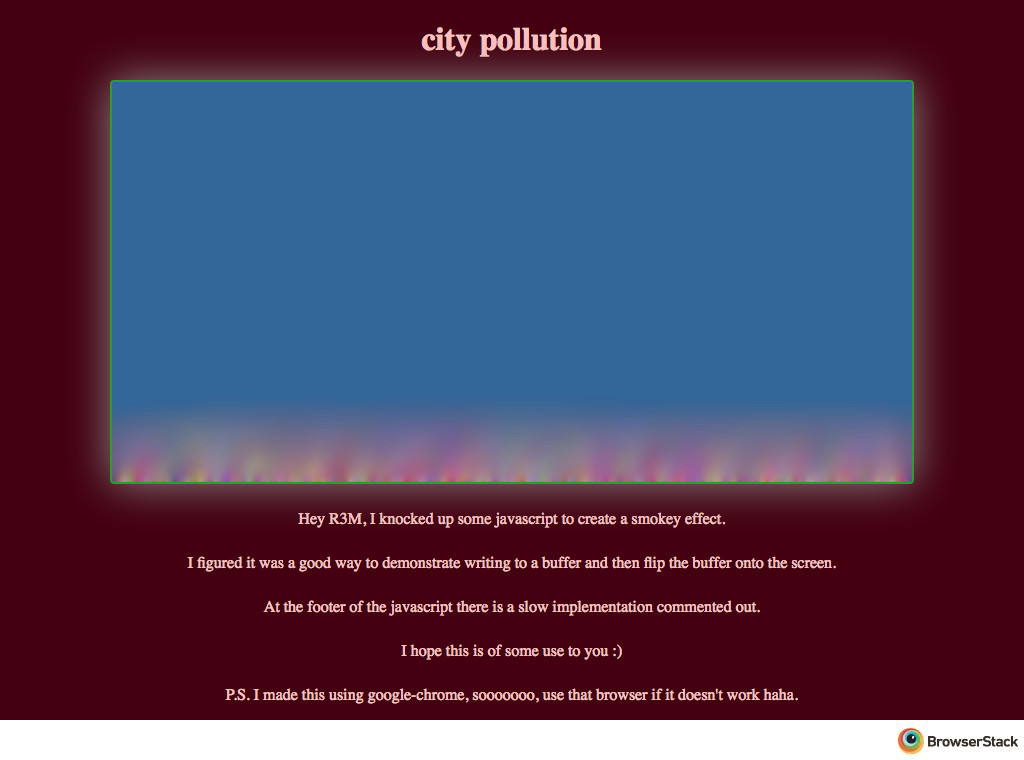 city pollution
Hey R3M, I knocked up some javascript to create a smokey effect.
I figured it was a good way to demonstrate writing to a buffer and then flip the buffer onto the screen.
At the footer of the javascript there is a slow implementation commented out.
I hope this is of some use to you :)
P.S. I made this using google-chrome, sooooooo, use that browser if it doesn't work haha.
BrowserStack